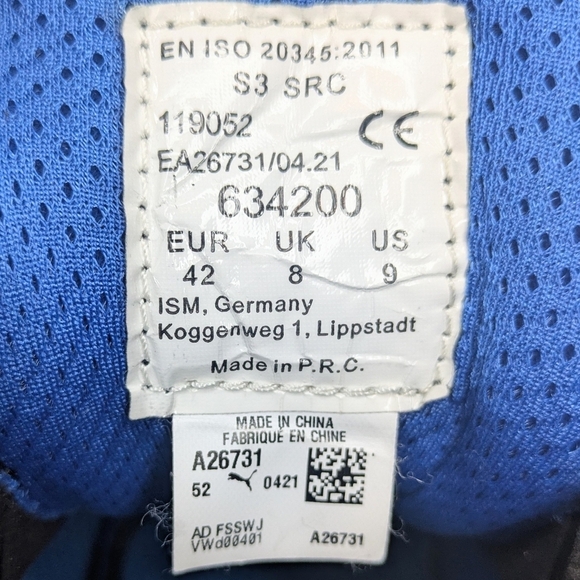 EN ISO 20345:2011
S3 SRC
119052 CE
EA26731/04.21
634200
EUR UK US
42 8 9
ISM, Germany
Koggenweg 1, Lippstadt
Made in P.R.C.
MADE IN CHINA
FABRIQUÉ EN CHINE
A26731
52 0421
AD FSSWJ
VWd00401 A26731